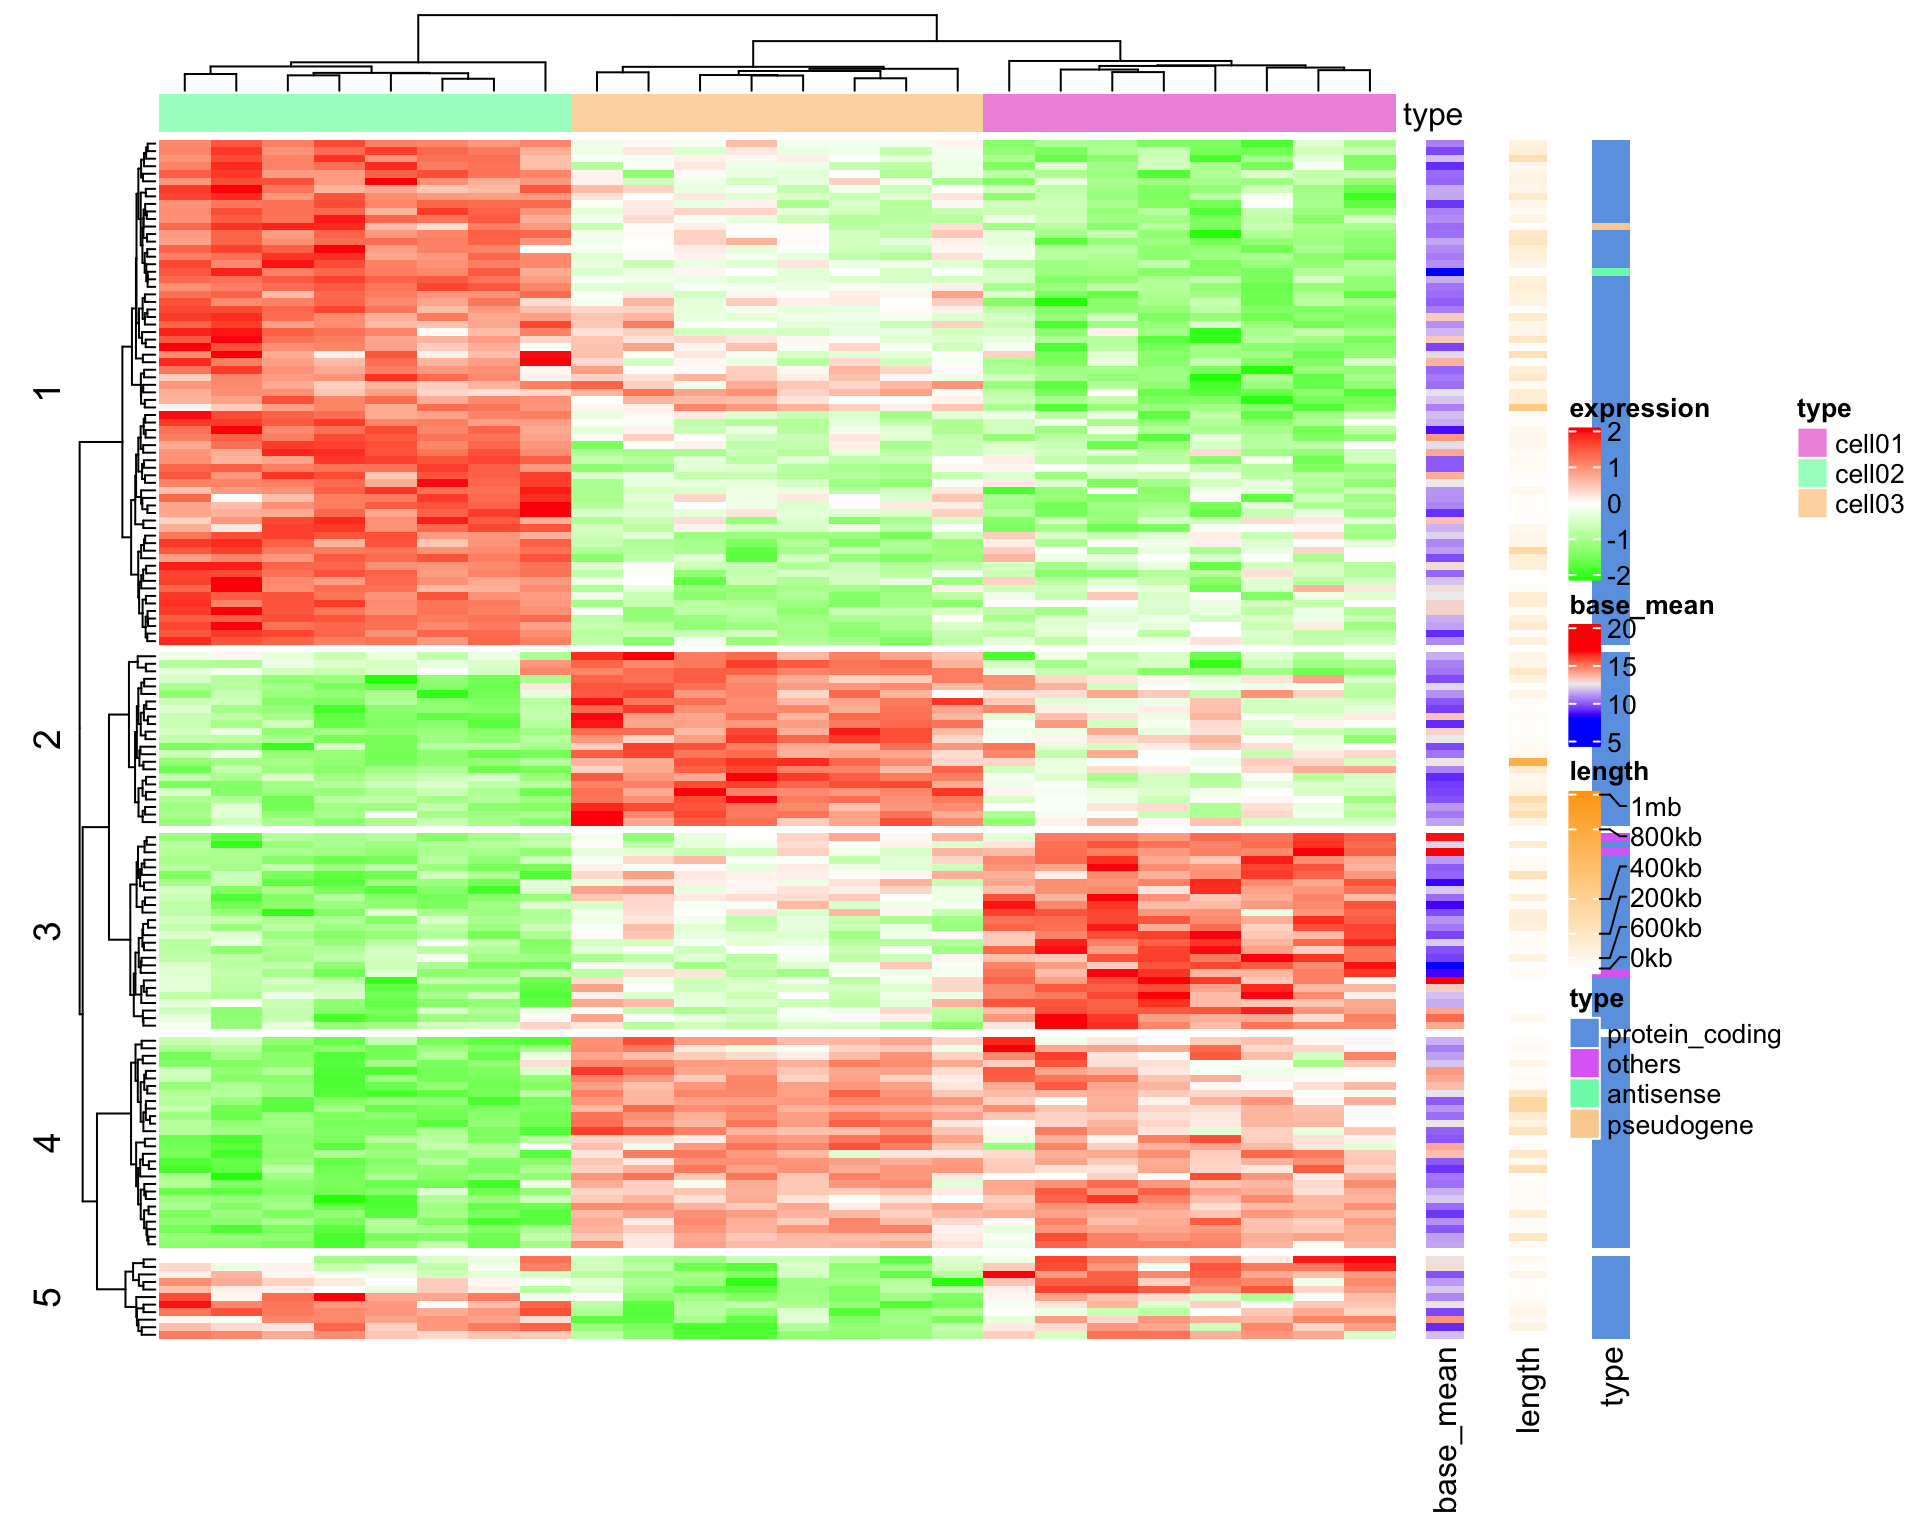 type
1
2
3
4
5
expression
2
1
0
-1
-2
base_mean
20
15
10
5
length
1mb
800kb
400kb
200kb
600kb
0kb
type
protein_coding
others
antisense
pseudogene
type
cell01
cell02
cell03
base_mean
length
type